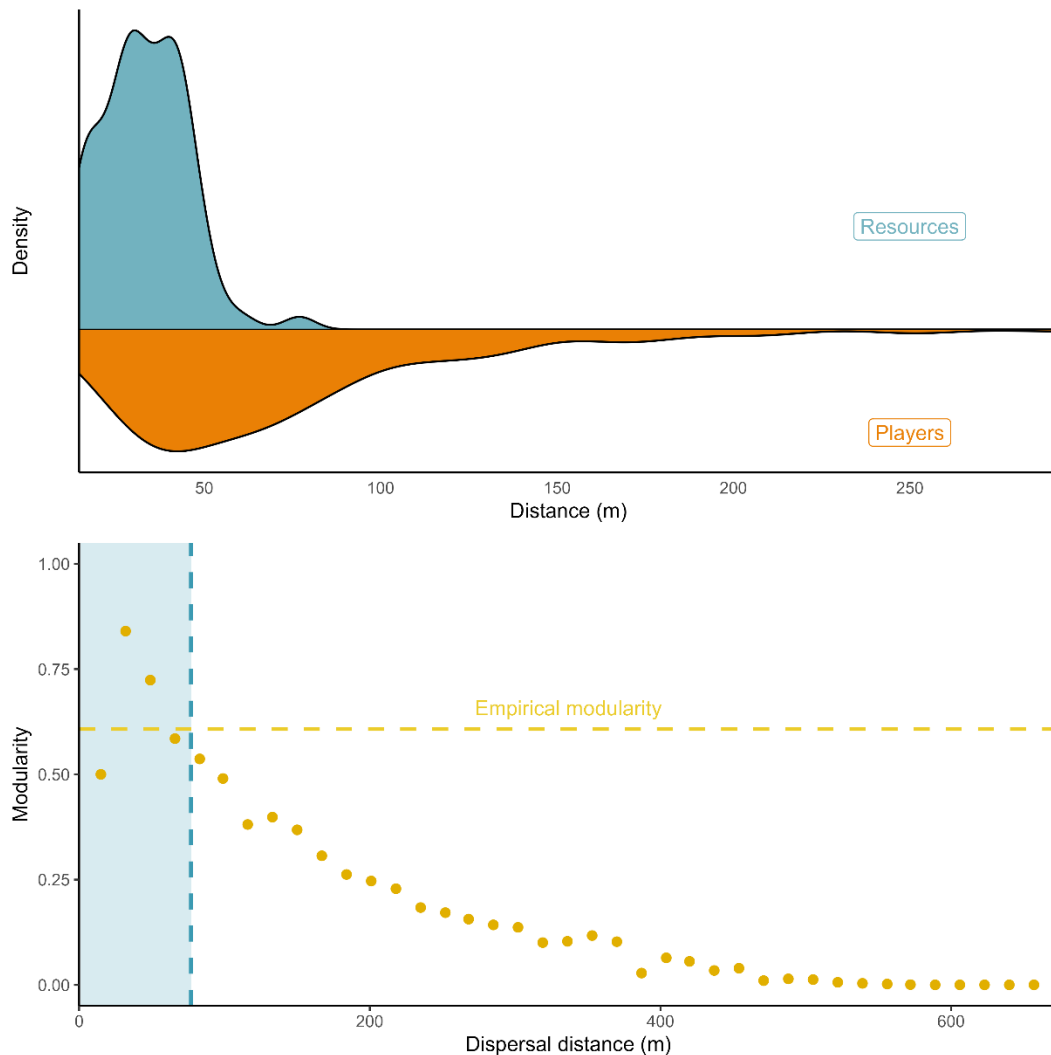 Density
Resources
Players
50 100 150 200 250
Distance (m)
1.00
0.75
0.50
0.25
0.00
Modularity
Empirical modularity
0 200 400 600
Dispersal distance (m)